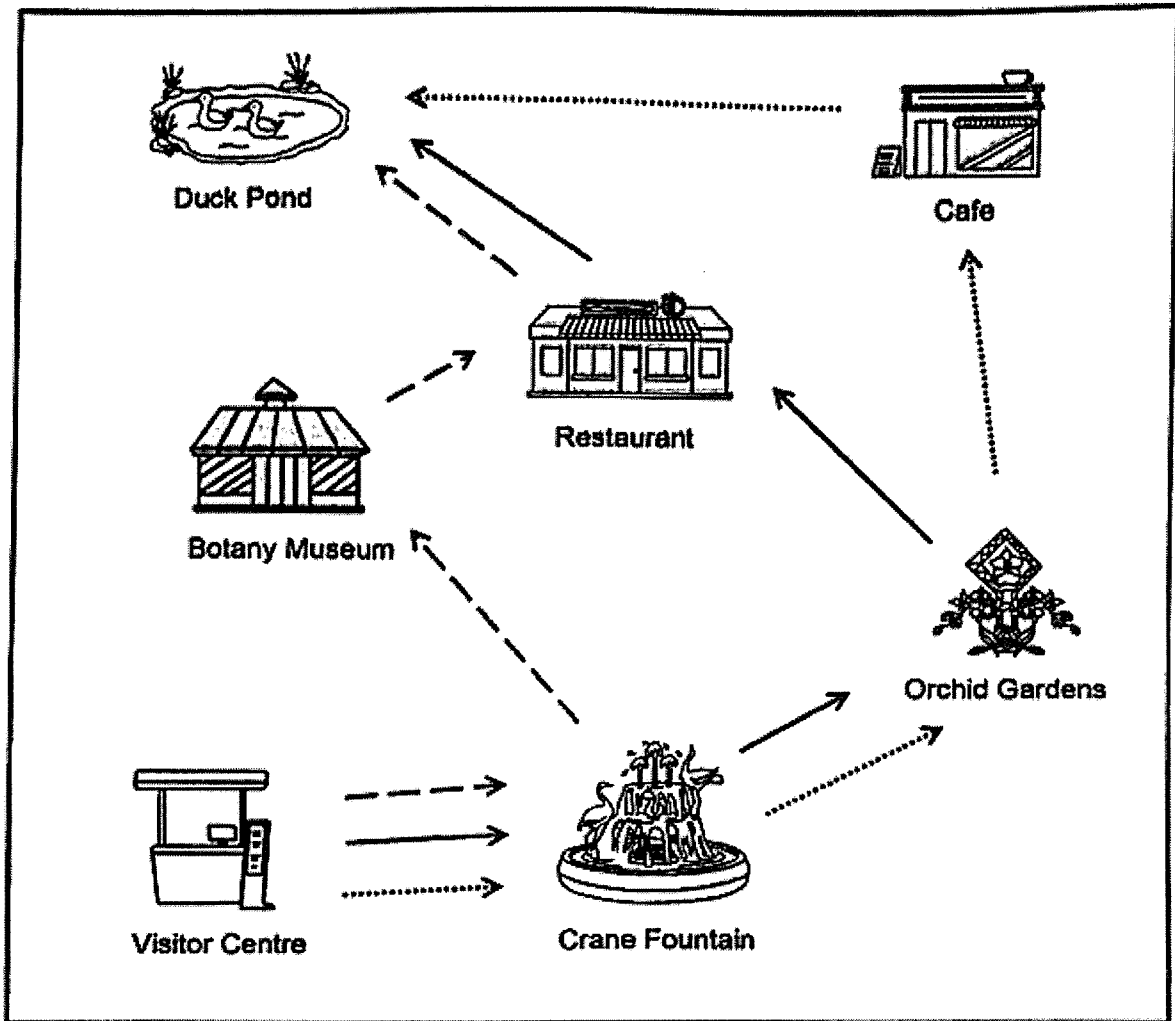 Duck Pond
Cafe
Restaurant
Botany Museum
Orchid Gardens
Visitor Centre
Crane Fountain